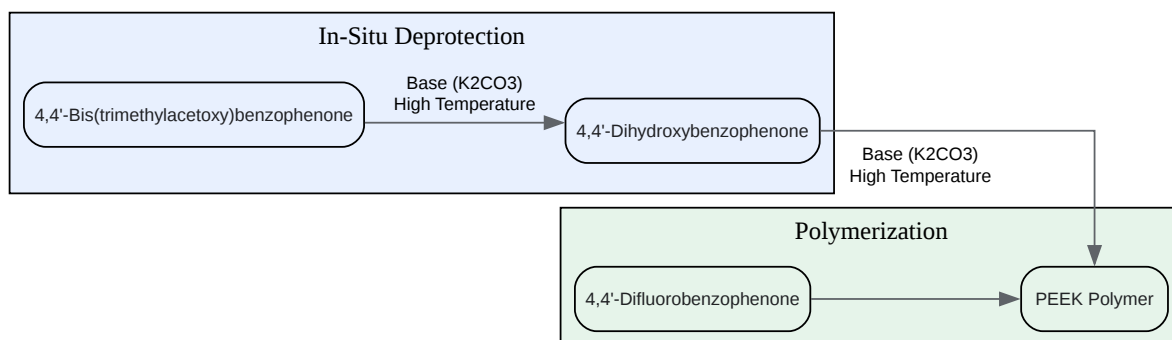 In-Situ Deprotection
4,4'-Bis(trimethylacetoxy)benzophenone
Base (K2CO3)
High Temperature
4,4'-Dihydroxybenzophenone
Base (K2CO3)
High Temperature
Polymerization
4,4'-Difluorobenzophenone
PEEK Polymer